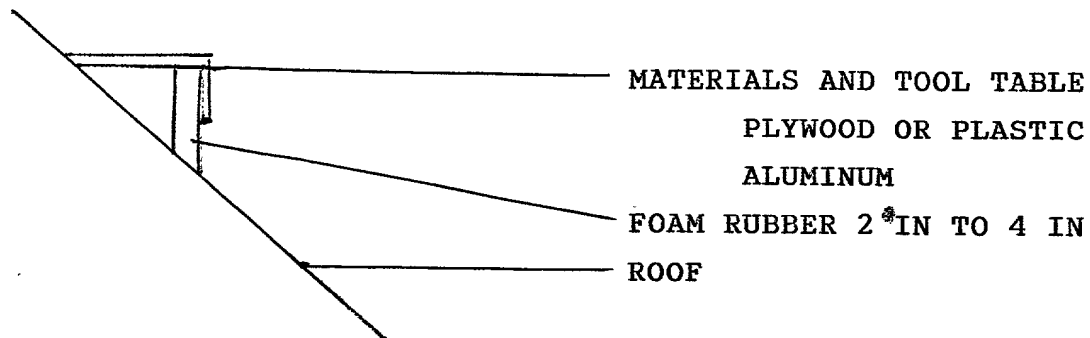 MATERIALS AND TOOL TABLE
PLYWOOD OR PLASTIC
ALUMINUM
FOAM RUBBER 2 IN TO 4 IN
ROOF